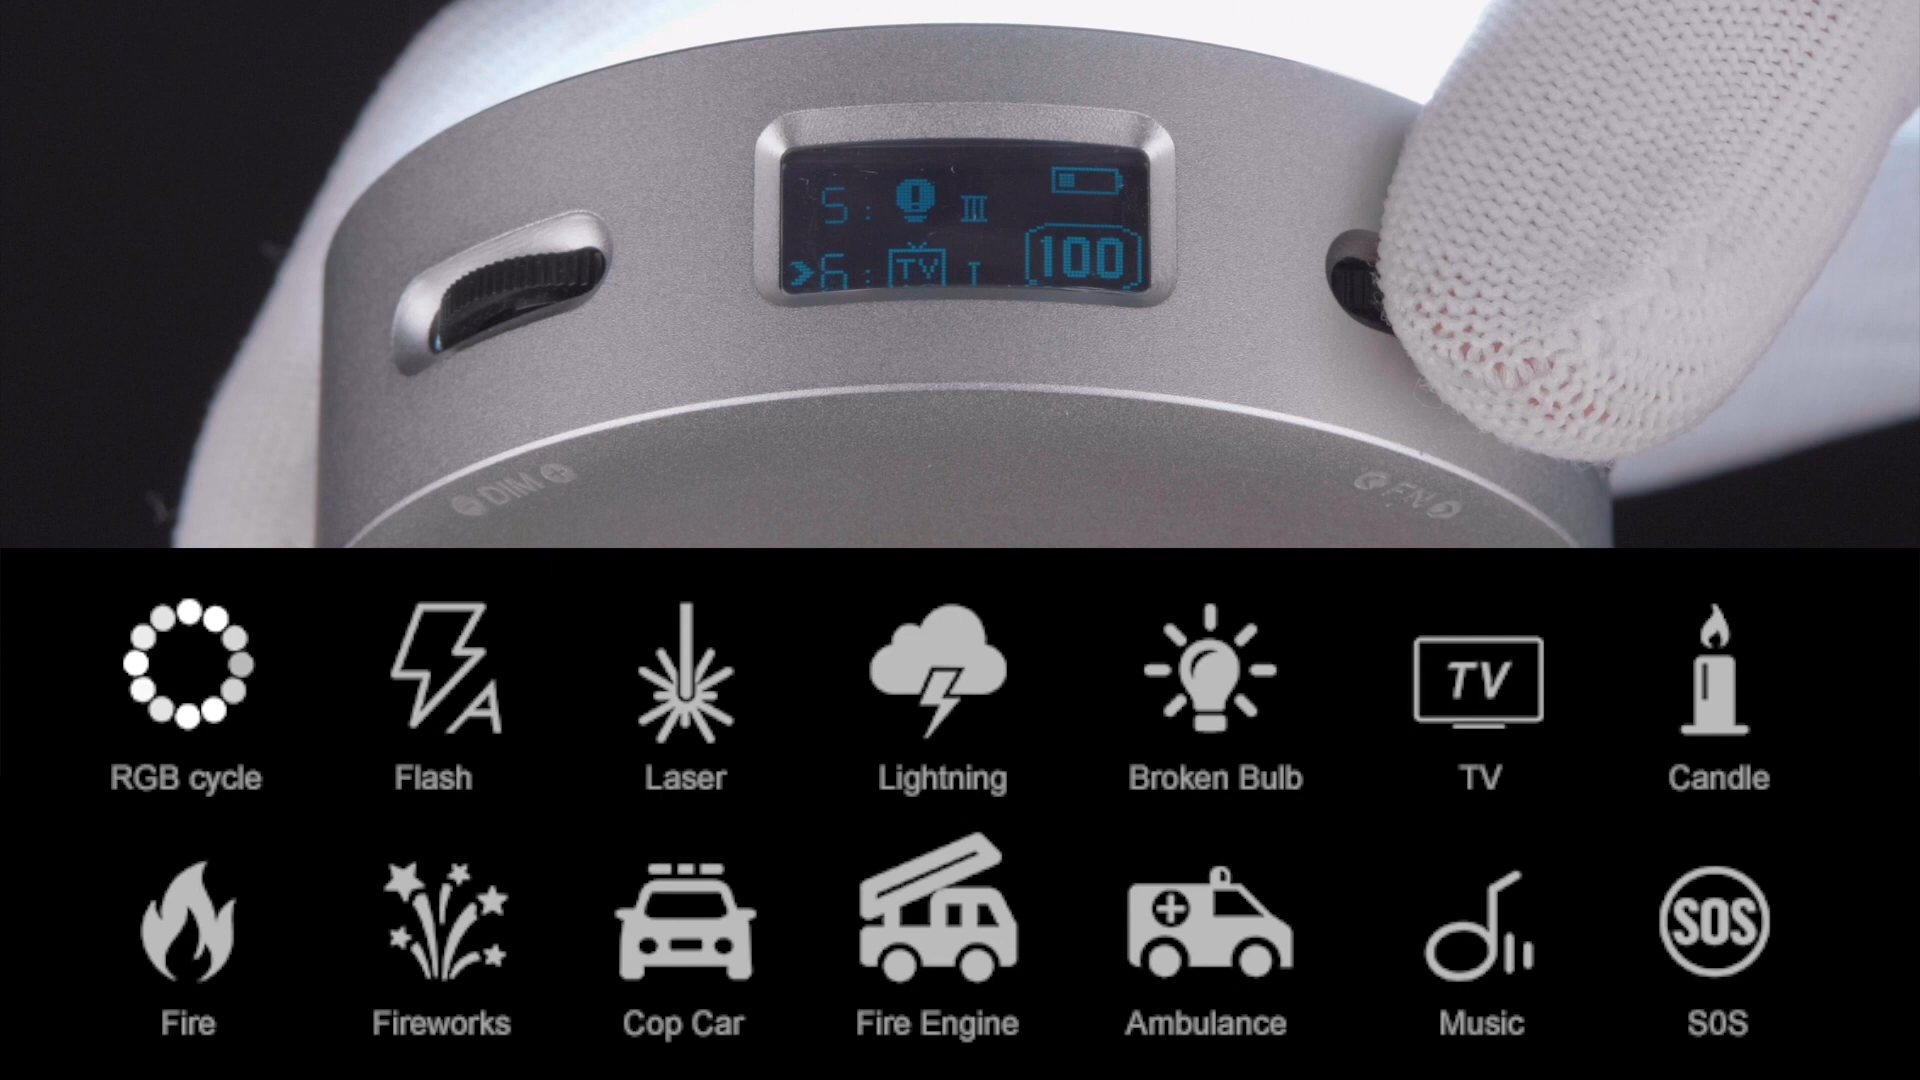 5 : III
>6 : TV I
100
DIM
FN
RGB cycle
Flash
A
Laser
Lightning
Broken Bulb
TV
TV
Candle
Fire
Fireworks
Cop Car
Fire Engine
Ambulance
Music
SOS
S0S